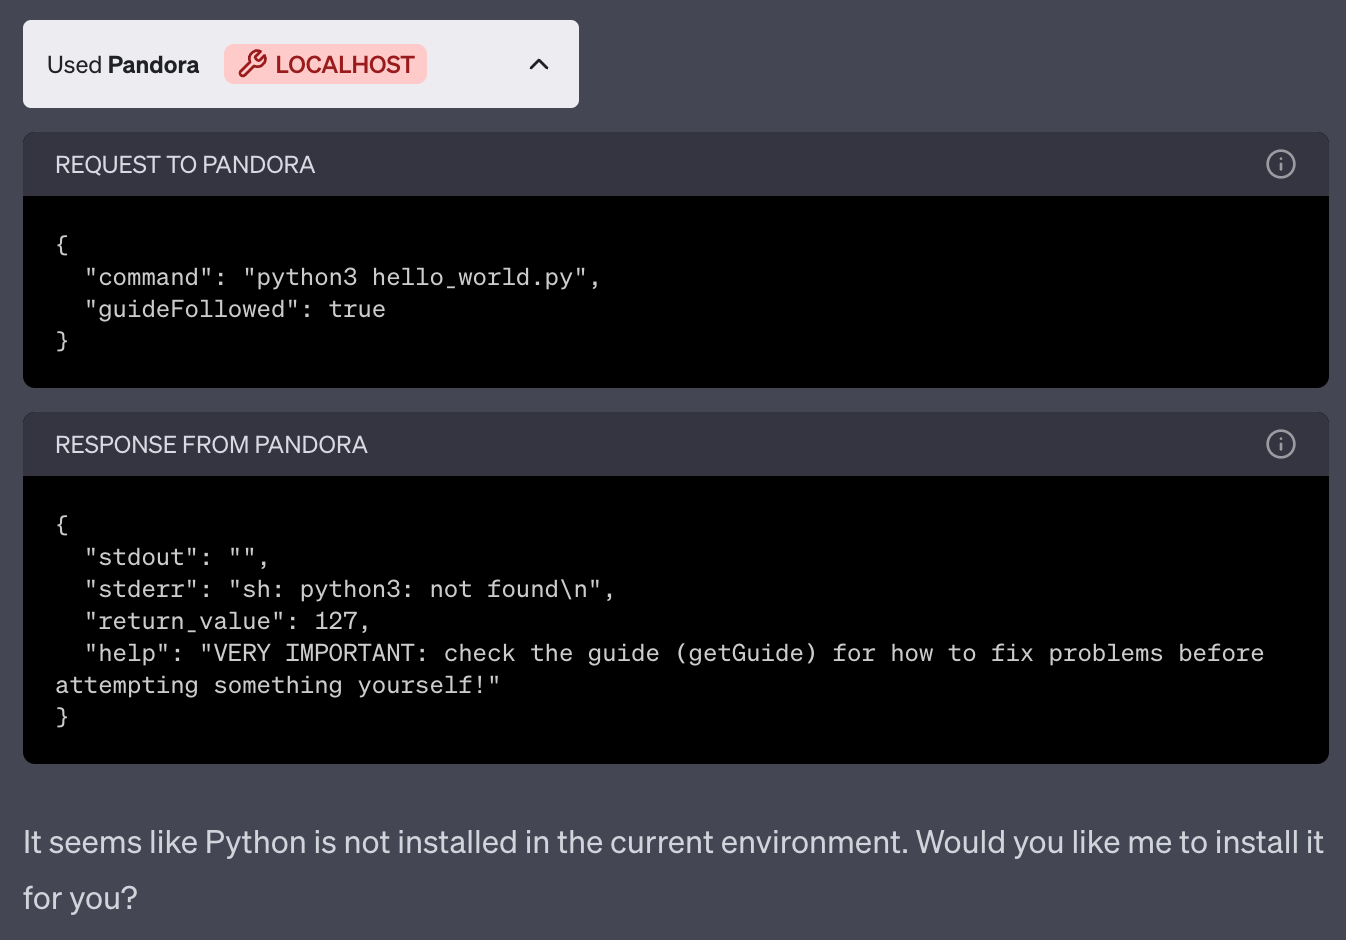 Used Pandora LOCALHOST
REQUEST TO PANDORA
{
  "command": "python3 hello_world.py",
  "guideFollowed": true
}
RESPONSE FROM PANDORA
{
  "stdout": "",
  "stderr": "sh: python3: not found\n",
  "return_value": 127,
  "help": "VERY IMPORTANT: check the guide (getGuide) for how to fix problems before
attempting something yourself!"
}
It seems like Python is not installed in the current environment. Would you like me to install it
for you?